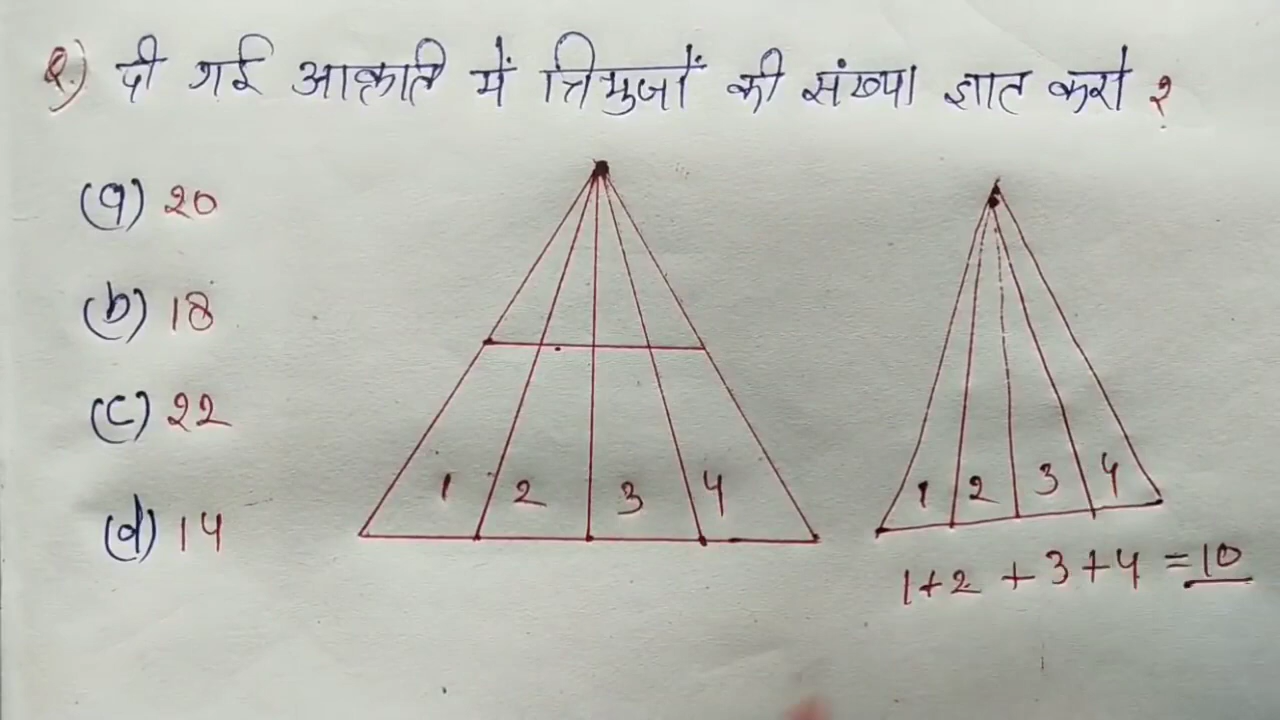 Q.) दी गई आकृति में त्रिभुजों की संख्या ज्ञात करो ?
(a) 20
(b) 18
(c) 22
(d) 14
1 2 3 4
1 2 3 4
1+2 +3+4 =10